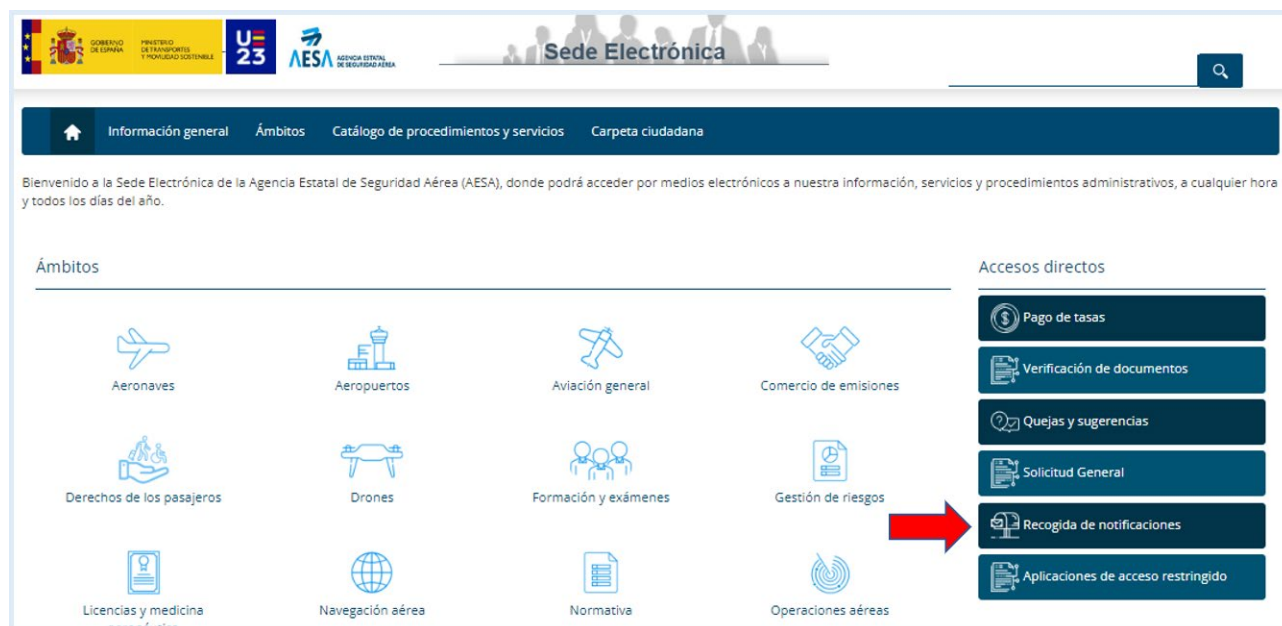 GOBIERNO
DE ESPAÑA
MINISTERIO
DE TRANSPORTES
Y MOVILIDAD SOSTENIBLE
UE
23
AESA
AGENCIA ESTATAL
DE SEGURIDAD AÉREA
Sede Electrónica
Información general Ámbitos Catálogo de procedimientos y servicios Carpeta ciudadana
Bienvenido a la Sede Electrónica de la Agencia Estatal de Seguridad Aérea (AESA), donde podrá acceder por medios electrónicos a nuestra información, servicios y procedimientos administrativos, a cualquier hora
y todos los días del año.
Ámbitos
Aeronaves Aeropuertos Aviación general Comercio de emisiones
Derechos de los pasajeros Drones Formación y exámenes Gestión de riesgos
Licencias y medicina Navegación aérea Normativa Operaciones aéreas
Accesos directos
Pago de tasas
Verificación de documentos
Quejas y sugerencias
Solicitud General
Recogida de notificaciones
Aplicaciones de acceso restringido